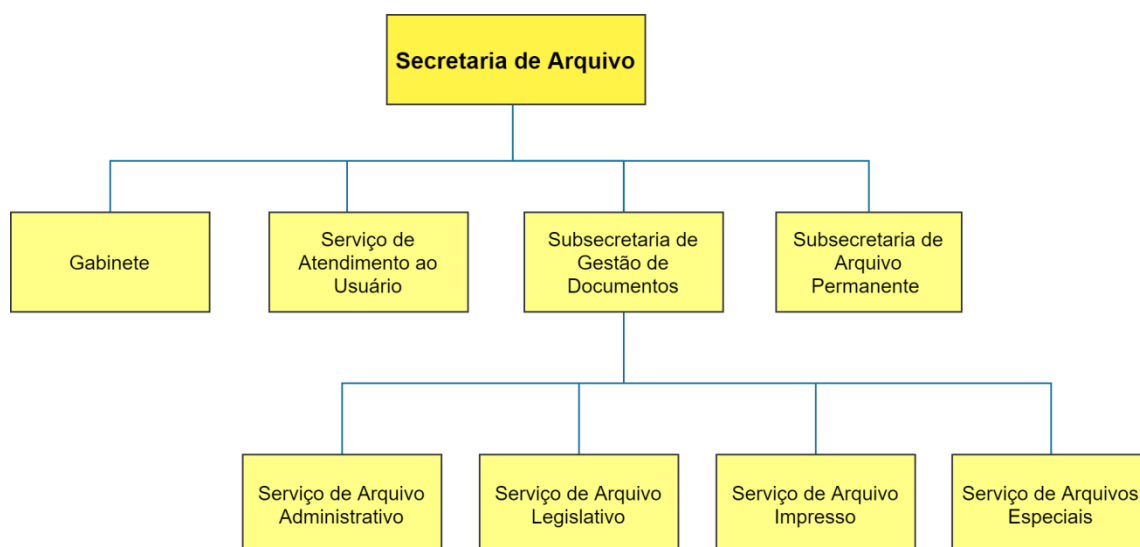 Secretaria de Arquivo
Gabinete
Serviço de
Atendimento ao
Usuário
Subsecretaria de
Gestão de
Documentos
Subsecretaria de
Arquivo
Permanente
Serviço de Arquivo
Administrativo
Serviço de Arquivo
Legislativo
Serviço de Arquivo
Impresso
Serviço de Arquivos
Especiais